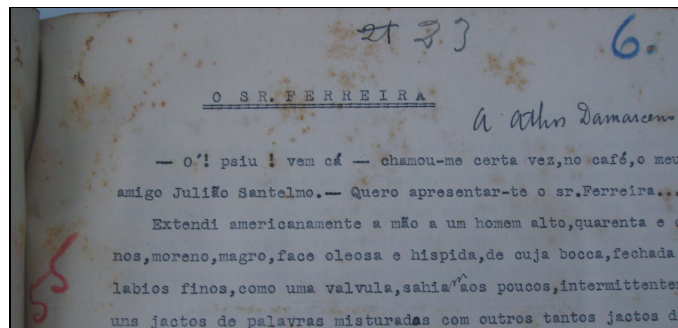 21 23 6.
O SR. FERREIRA
A Athos Damasceno
— O'! psiu ! vem cá — chamou-me certa vez,no café,o meu
amigo Julião Santelmo.— Quero apresentar-te o sr.Ferreira...
Extendi americanamente a mão a um homem alto,quarenta e
nos,moreno,magro,face oleosa e hispida,de cuja bocca,fechada
labios finos,como uma valvula,sahiam aos poucos,intermittente
55
uns jactos de palavras misturadas com outros tantos jactos d